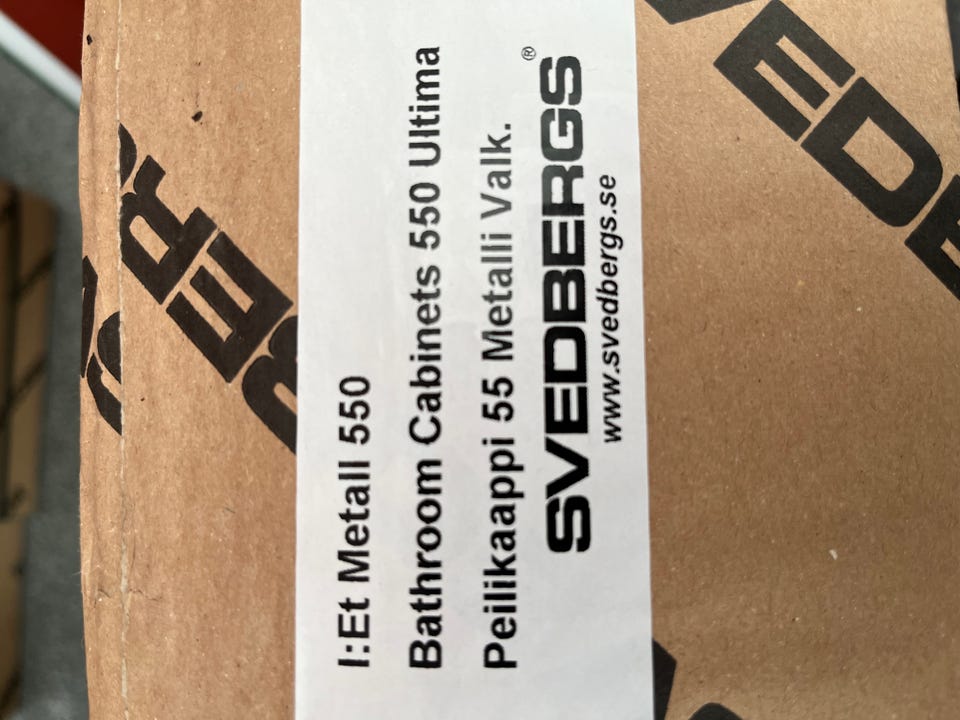 I:Et Metall 550
Bathroom Cabinets 550 Ultima
Peilikaappi 55 Metalli Valk.
SVEDBERGS®
www.svedbergs.se